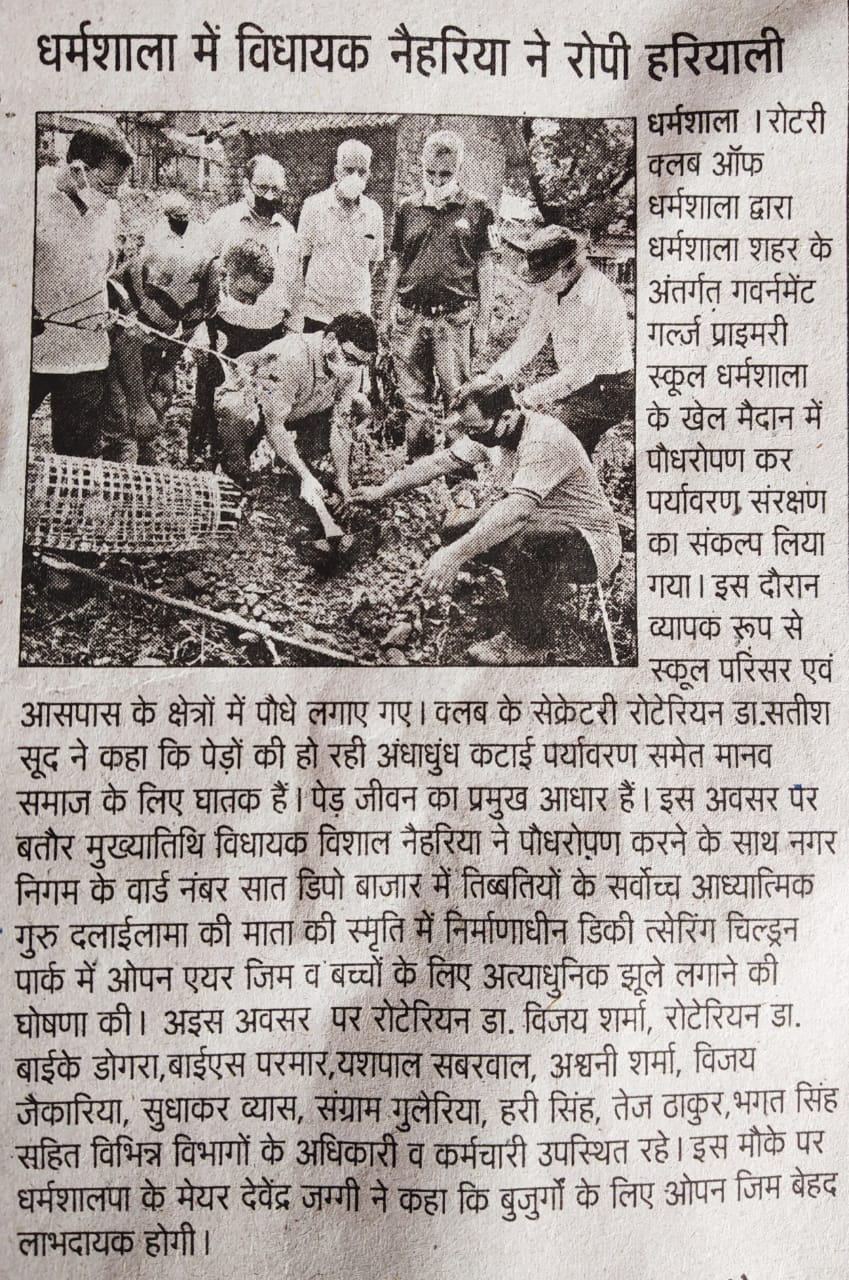 धर्मशाला में विधायक नैहरिया ने रोपी हरियाली
धर्मशाला । रोटरी
क्लब ऑफ
धर्मशाला द्वारा
धर्मशाला शहर के
अंतर्गत गवर्नमेंट
गर्ल्ज प्राइमरी
स्कूल धर्मशाला
के खेल मैदान में
पौधरोपण कर
पर्यावरण संरक्षण
का संकल्प लिया
गया। इस दौरान
व्यापक रूप से
स्कूल परिसर एवं
आसपास के क्षेत्रों में पौधे लगाए गए। क्लब के सेक्रेटरी रोटेरियन डा.सतीश
सूद ने कहा कि पेड़ों की हो रही अंधाधुंध कटाई पर्यावरण समेत मानव
समाज के लिए घातक हैं। पेड़ जीवन का प्रमुख आधार हैं। इस अवसर पर
बतौर मुख्यातिथि विधायक विशाल नैहरिया ने पौधरोपण करने के साथ नगर
निगम के वार्ड नंबर सात डिपो बाजार में तिब्बतियों के सर्वोच्च आध्यात्मिक
गुरु दलाईलामा की माता की स्मृति में निर्माणाधीन डिकी त्सेरिंग चिल्ड्रन
पार्क में ओपन एयर जिम व बच्चों के लिए अत्याधुनिक झूले लगाने की
घोषणा की। अइस अवसर पर रोटेरियन डा. विजय शर्मा, रोटेरियन डा.
बाईके डोगरा,बाईएस परमार,यशपाल सबरवाल, अश्वनी शर्मा, विजय
जैकारिया, सुधाकर व्यास, संग्राम गुलेरिया, हरी सिंह, तेज ठाकुर,भगत सिंह
सहित विभिन्न विभागों के अधिकारी व कर्मचारी उपस्थित रहे। इस मौके पर
धर्मशालपा के मेयर देवेंद्र जग्गी ने कहा कि बुजुर्गों के लिए ओपन जिम बेहद
लाभदायक होगी।